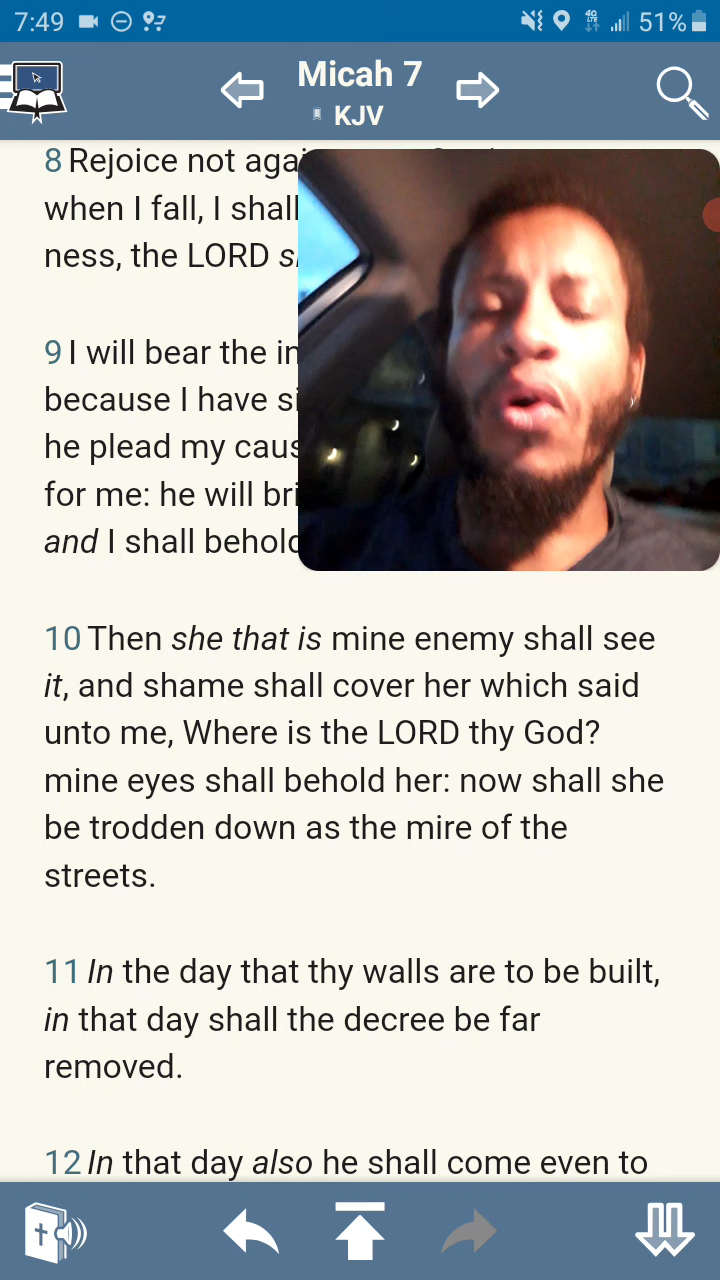 7:49
4G
LTE
51%
Micah 7
KJV
8 Rejoice not
when I fall, I shall
ness, the LORD
9 I will bear the
because I have
he plead my
for me: he will
and I shall
10 Then she that is mine enemy shall see
it, and shame shall cover her which said
unto me, Where is the LORD thy God?
mine eyes shall behold her: now shall she
be trodden down as the mire of the
streets.
11 In the day that thy walls are to be built,
in that day shall the decree be far
removed.
12 In that day also he shall come even to